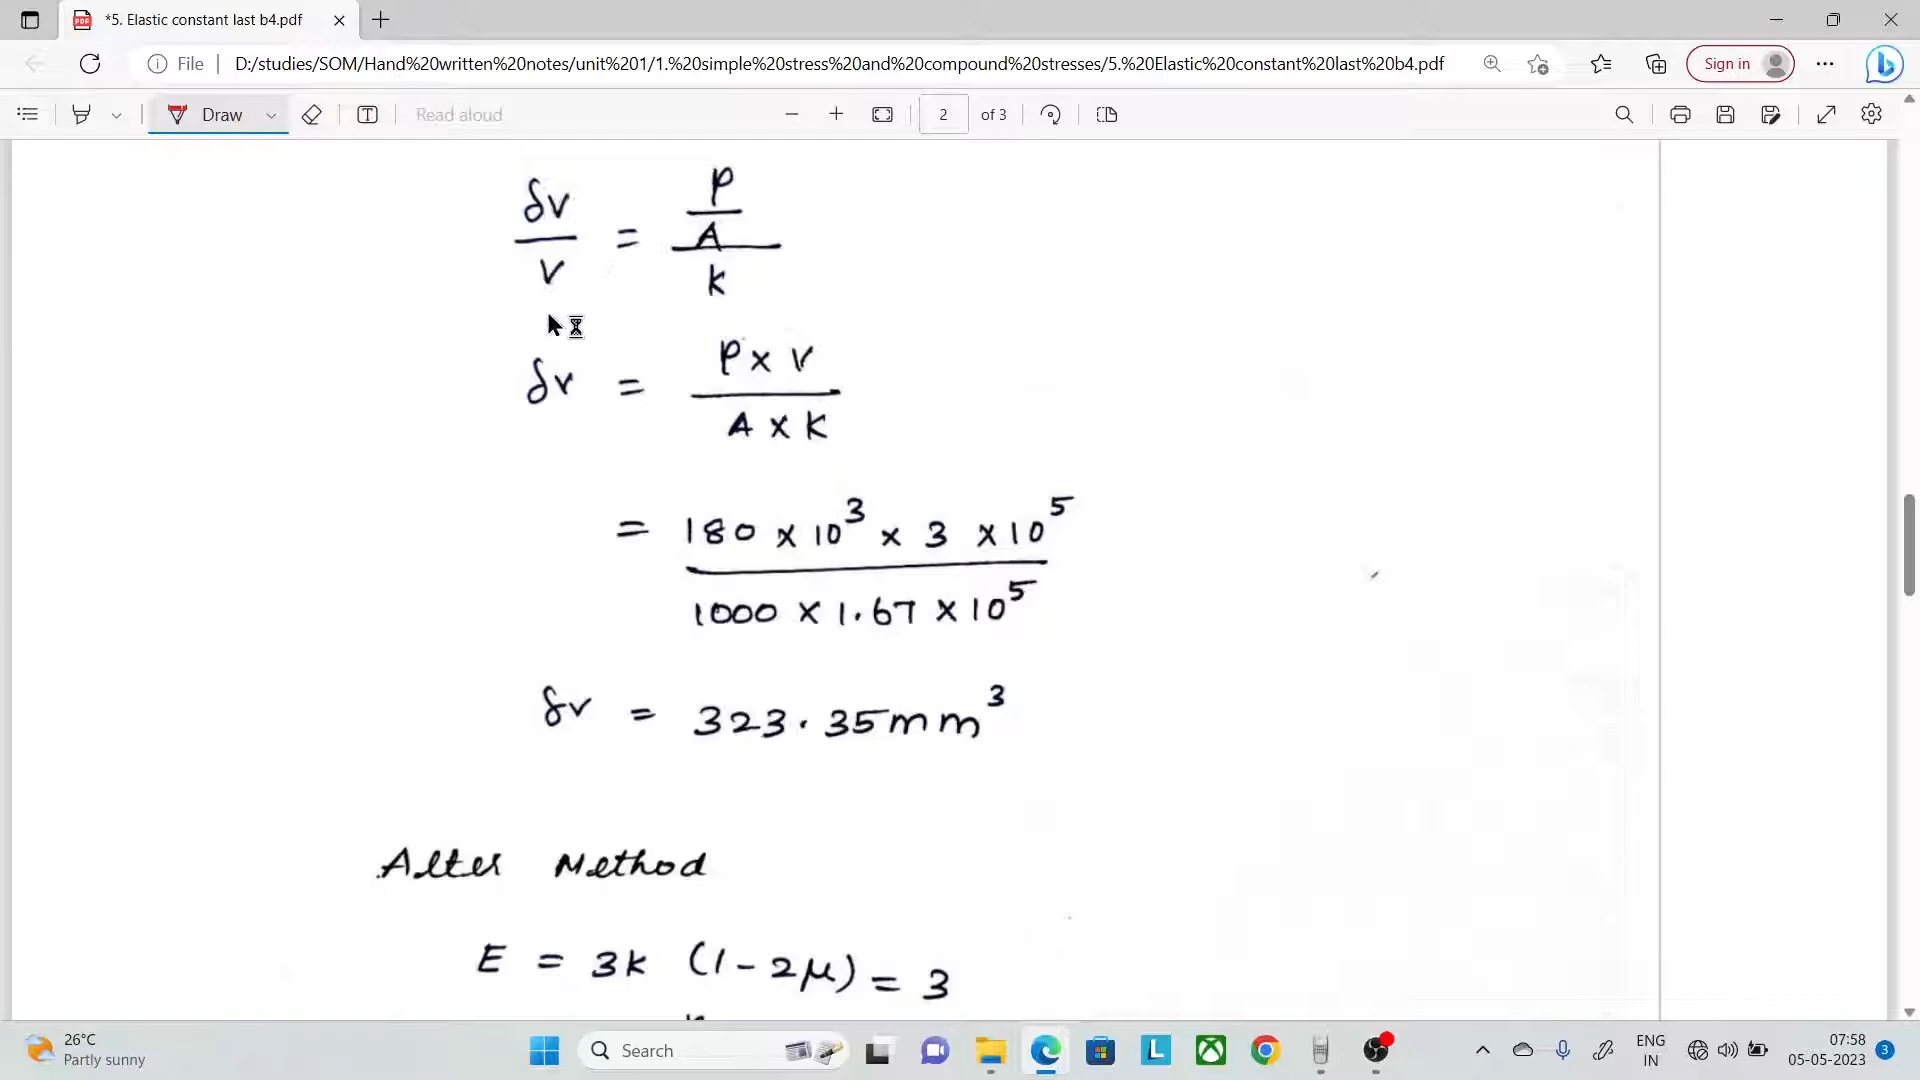 *5. Elastic constant last b4.pdf
File | D:/studies/SOM/Hand%20written%20notes/unit%201/1.%20simple%20stress%20and%20compound%20stresses/5.%20Elastic%20constant%20last%20b4.pdf
Sign in
Draw
Read aloud
2 of 3
δv/v = (P/A)/k
δv = (P x v)/(A x K)
= (180 x 10³ x 3 x 10⁵)/(1000 x 1.67 x 10⁵)
δv = 323.35mm³
Alter Method
E = 3k (1-2μ) = 3
26°C
Partly sunny
Search
ENG
IN
07:58
05-05-2023
3